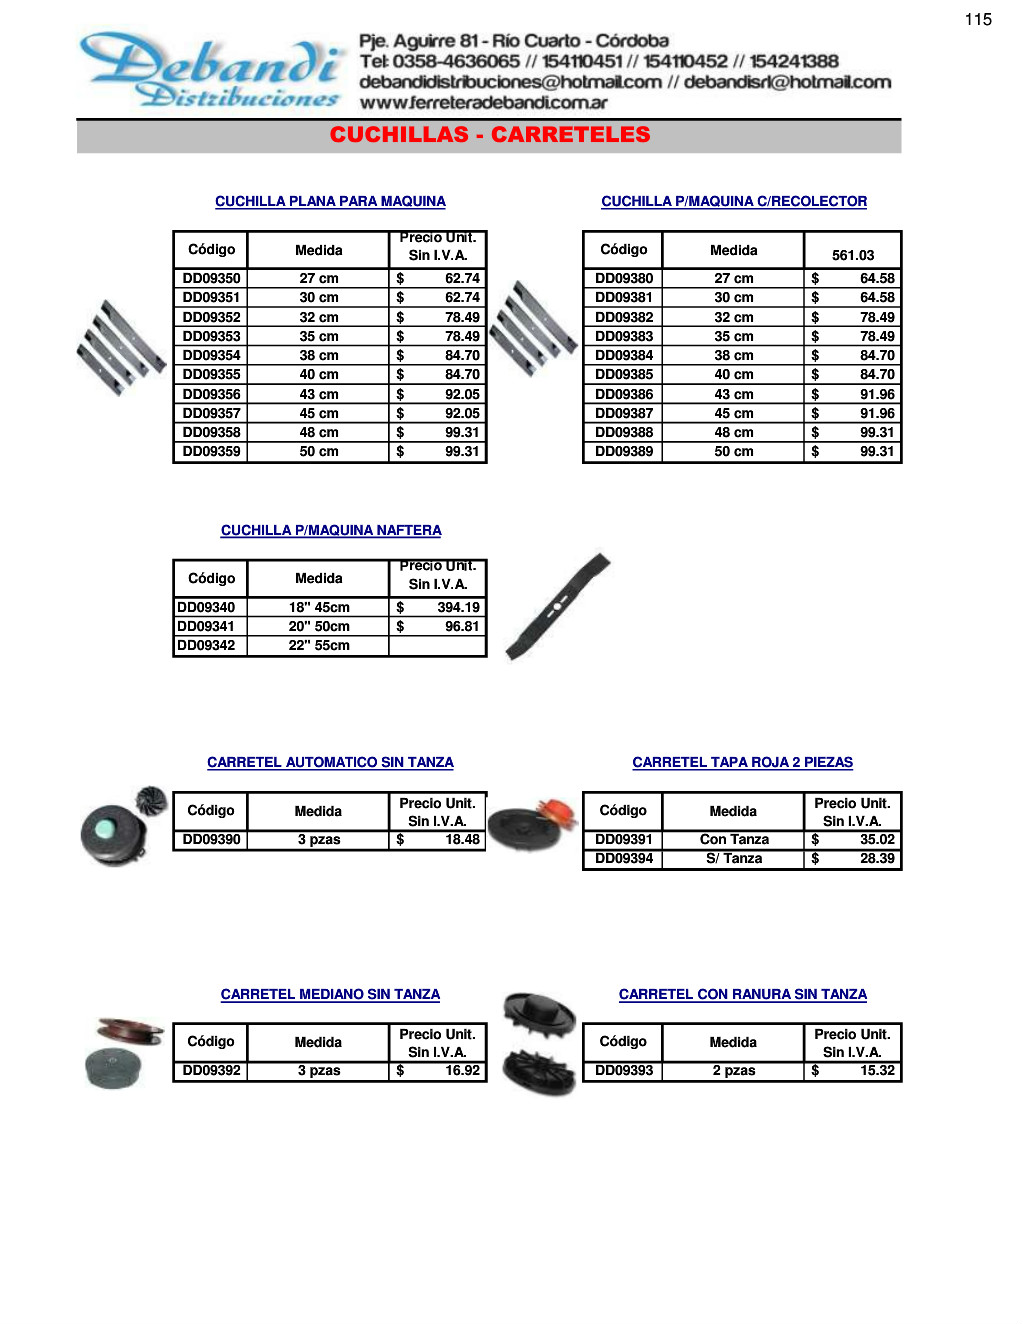 115
Debandi
Distribuciones
Pje. Aguirre 81 - Río Cuarto - Córdoba
Tel: 0358-4636065 // 154110451 // 154110452 // 154241388
debandidistribuciones@hotmail.com // debandisrl@hotmail.com
www.ferreteradebandi.com.ar
CUCHILLAS - CARRETELES
CUCHILLA PLANA PARA MAQUINA
Código Medida Precio Unit. Sin I.V.A.
DD09350 27 cm $ 62.74
DD09351 30 cm $ 62.74
DD09352 32 cm $ 78.49
DD09353 35 cm $ 78.49
DD09354 38 cm $ 84.70
DD09355 40 cm $ 84.70
DD09356 43 cm $ 92.05
DD09357 45 cm $ 92.05
DD09358 48 cm $ 99.31
DD09359 50 cm $ 99.31
CUCHILLA P/MAQUINA C/RECOLECTOR
Código Medida 561.03
DD09380 27 cm $ 64.58
DD09381 30 cm $ 64.58
DD09382 32 cm $ 78.49
DD09383 35 cm $ 78.49
DD09384 38 cm $ 84.70
DD09385 40 cm $ 84.70
DD09386 43 cm $ 91.96
DD09387 45 cm $ 91.96
DD09388 48 cm $ 99.31
DD09389 50 cm $ 99.31
CUCHILLA P/MAQUINA NAFTERA
Código Medida Precio Unit. Sin I.V.A.
DD09340 18" 45cm $ 394.19
DD09341 20" 50cm $ 96.81
DD09342 22" 55cm
CARRETEL AUTOMATICO SIN TANZA
Código Medida Precio Unit. Sin I.V.A.
DD09390 3 pzas $ 18.48
CARRETEL TAPA ROJA 2 PIEZAS
Código Medida Precio Unit. Sin I.V.A.
DD09391 Con Tanza $ 35.02
DD09394 S/ Tanza $ 28.39
CARRETEL MEDIANO SIN TANZA
Código Medida Precio Unit. Sin I.V.A.
DD09392 3 pzas $ 16.92
CARRETEL CON RANURA SIN TANZA
Código Medida Precio Unit. Sin I.V.A.
DD09393 2 pzas $ 15.32